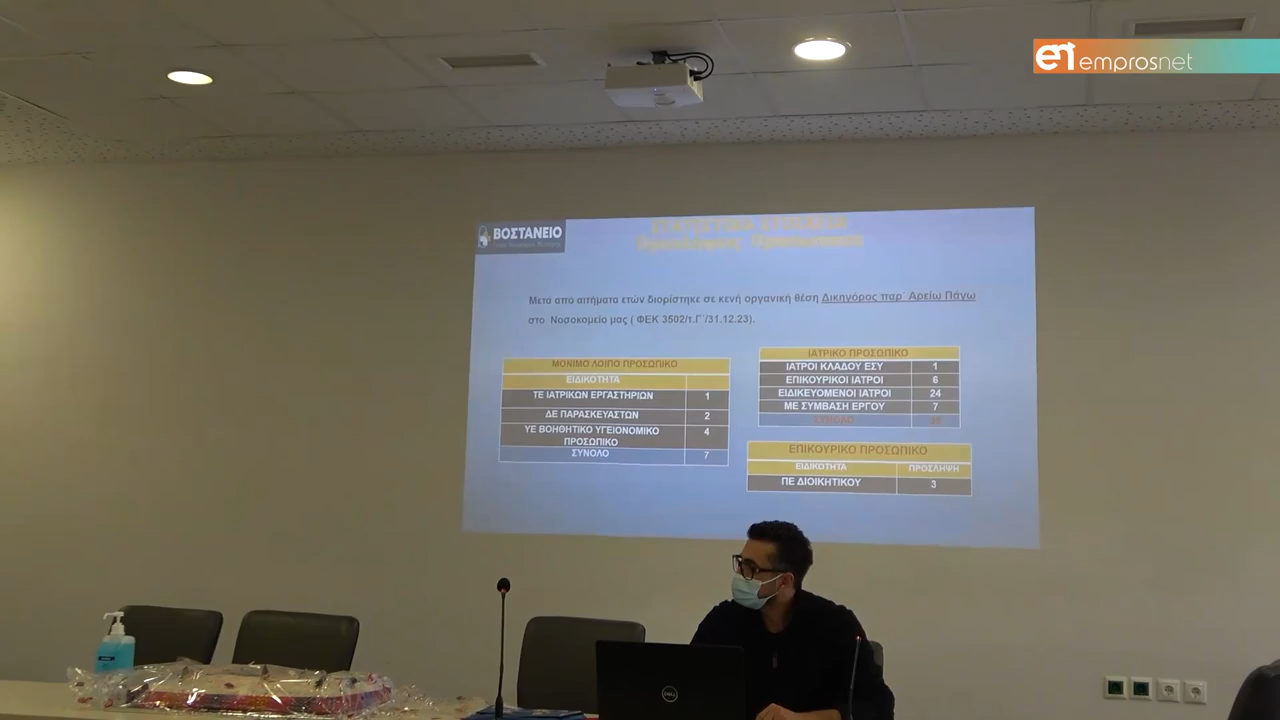 en emprosnet
ΒΟΣΤΑΝΕΙΟ
Μετά από αιτήματα ετών διορίστηκε σε κενή οργανική θέση Δικηγόρος παρ΄ Αρείω Πάγω
στο Νοσοκομείο μας ( ΦΕΚ 3502/τ.Γ΄/31.12.23).
ΜΟΝΙΜΟ ΛΟΙΠΟ ΠΡΟΣΩΠΙΚΟ
ΕΙΔΙΚΟΤΗΤΑ
ΤΕ ΙΑΤΡΙΚΩΝ ΕΡΓΑΣΤΗΡΙΩΝ 1
ΔΕ ΠΑΡΑΣΚΕΥΑΣΤΩΝ 2
ΥΕ ΒΟΗΘΗΤΙΚΟ ΥΓΕΙΟΝΟΜΙΚΟ ΠΡΟΣΩΠΙΚΟ 4
ΣΥΝΟΛΟ 7
ΙΑΤΡΙΚΟ ΠΡΟΣΩΠΙΚΟ
ΙΑΤΡΟΙ ΚΛΑΔΟΥ ΕΣΥ 1
ΕΠΙΚΟΥΡΙΚΟΙ ΙΑΤΡΟΙ 6
ΕΙΔΙΚΕΥΟΜΕΝΟΙ ΙΑΤΡΟΙ 24
ΜΕ ΣΥΜΒΑΣΗ ΕΡΓΟΥ 7
ΣΥΝΟΛΟ
ΕΠΙΚΟΥΡΙΚΟ ΠΡΟΣΩΠΙΚΟ
ΕΙΔΙΚΟΤΗΤΑ ΠΡΟΣΛΗΨΗ
ΠΕ ΔΙΟΙΚΗΤΙΚΟΥ 3
DELL